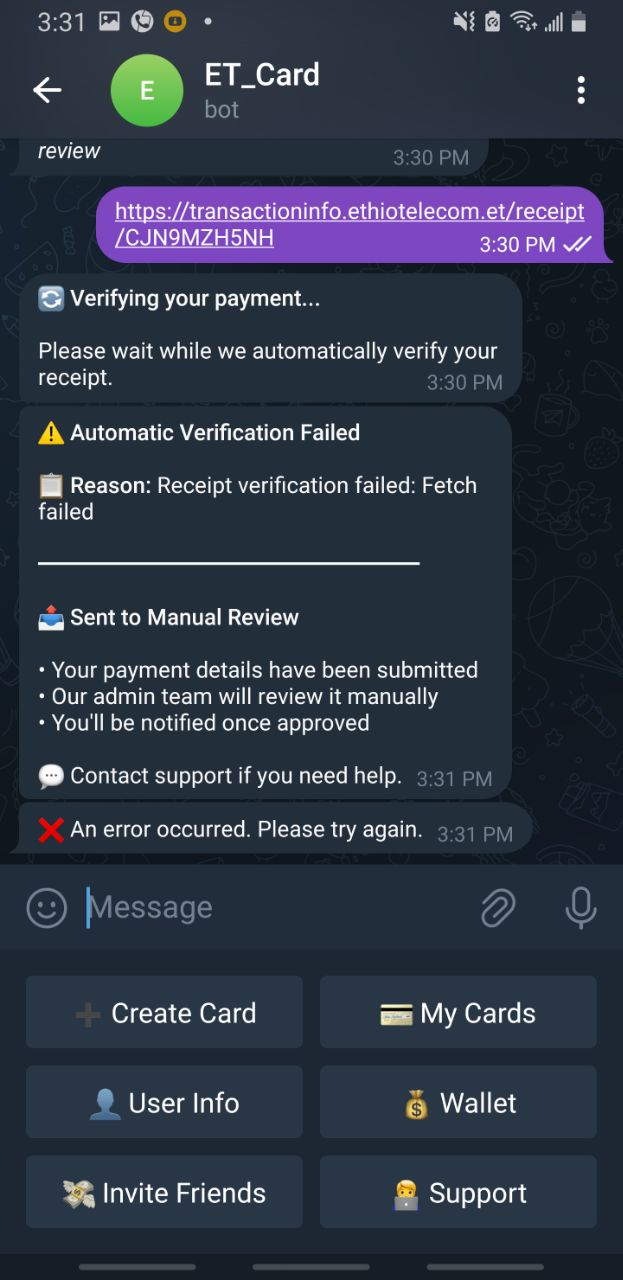 3:31
E
ET_Card
bot
review
3:30 PM
https://transactioninfo.ethiotelecom.et/receipt
/CJN9MZH5NH
3:30 PM
Verifying your payment...
Please wait while we automatically verify your
receipt.
3:30 PM
Automatic Verification Failed
Reason: Receipt verification failed: Fetch
failed
Sent to Manual Review
• Your payment details have been submitted
• Our admin team will review it manually
• You'll be notified once approved
Contact support if you need help.
3:31 PM
An error occurred. Please try again.
3:31 PM
Message
Create Card
My Cards
User Info
Wallet
Invite Friends
Support